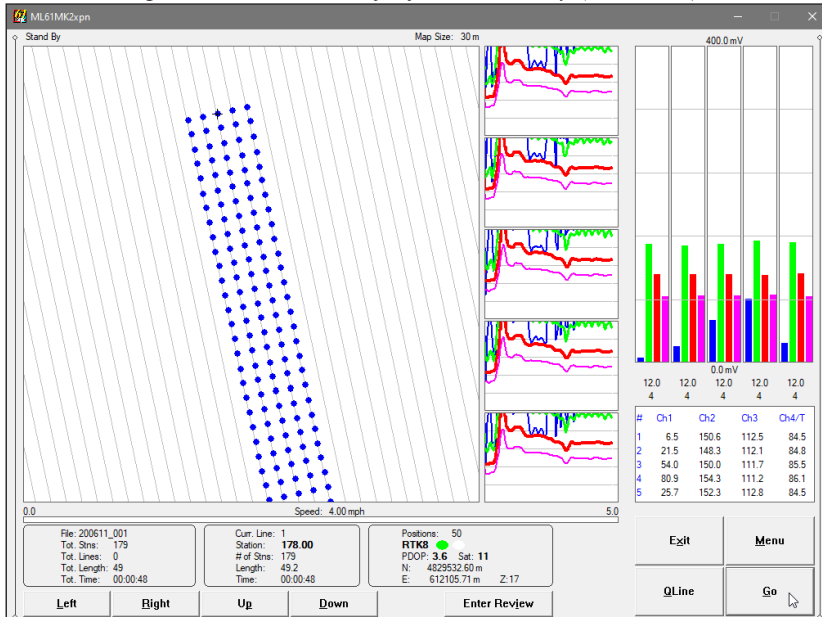 ML61MK2xpn
Stand By Map Size: 30 m
400.0 mV
0.0 mV
12.0 12.0 12.0 12.0 12.0
4 4 4 4 4
# Ch1 Ch2 Ch3 Ch4/T
1 6.5 150.6 112.5 84.5
2 21.5 148.3 112.1 84.8
3 54.0 150.0 111.7 85.5
4 80.9 154.3 111.2 86.1
5 25.7 152.3 112.8 84.5
0.0 Speed: 4.00 mph 5.0
File: 200611_001
Tot. Stns: 179
Tot. Lines: 0
Tot. Length: 49
Tot. Time: 00:00:48
Curr. Line: 1
Station: 178.00
# of Stns: 179
Length: 49.2
Time: 00:00:48
Positions: 50
RTK8
PDOP: 3.6 Sat: 11
N: 4829532.60 m
E: 612105.71 m Z:17
Exit Menu
QLine Go
Left Right Up Down Enter Review